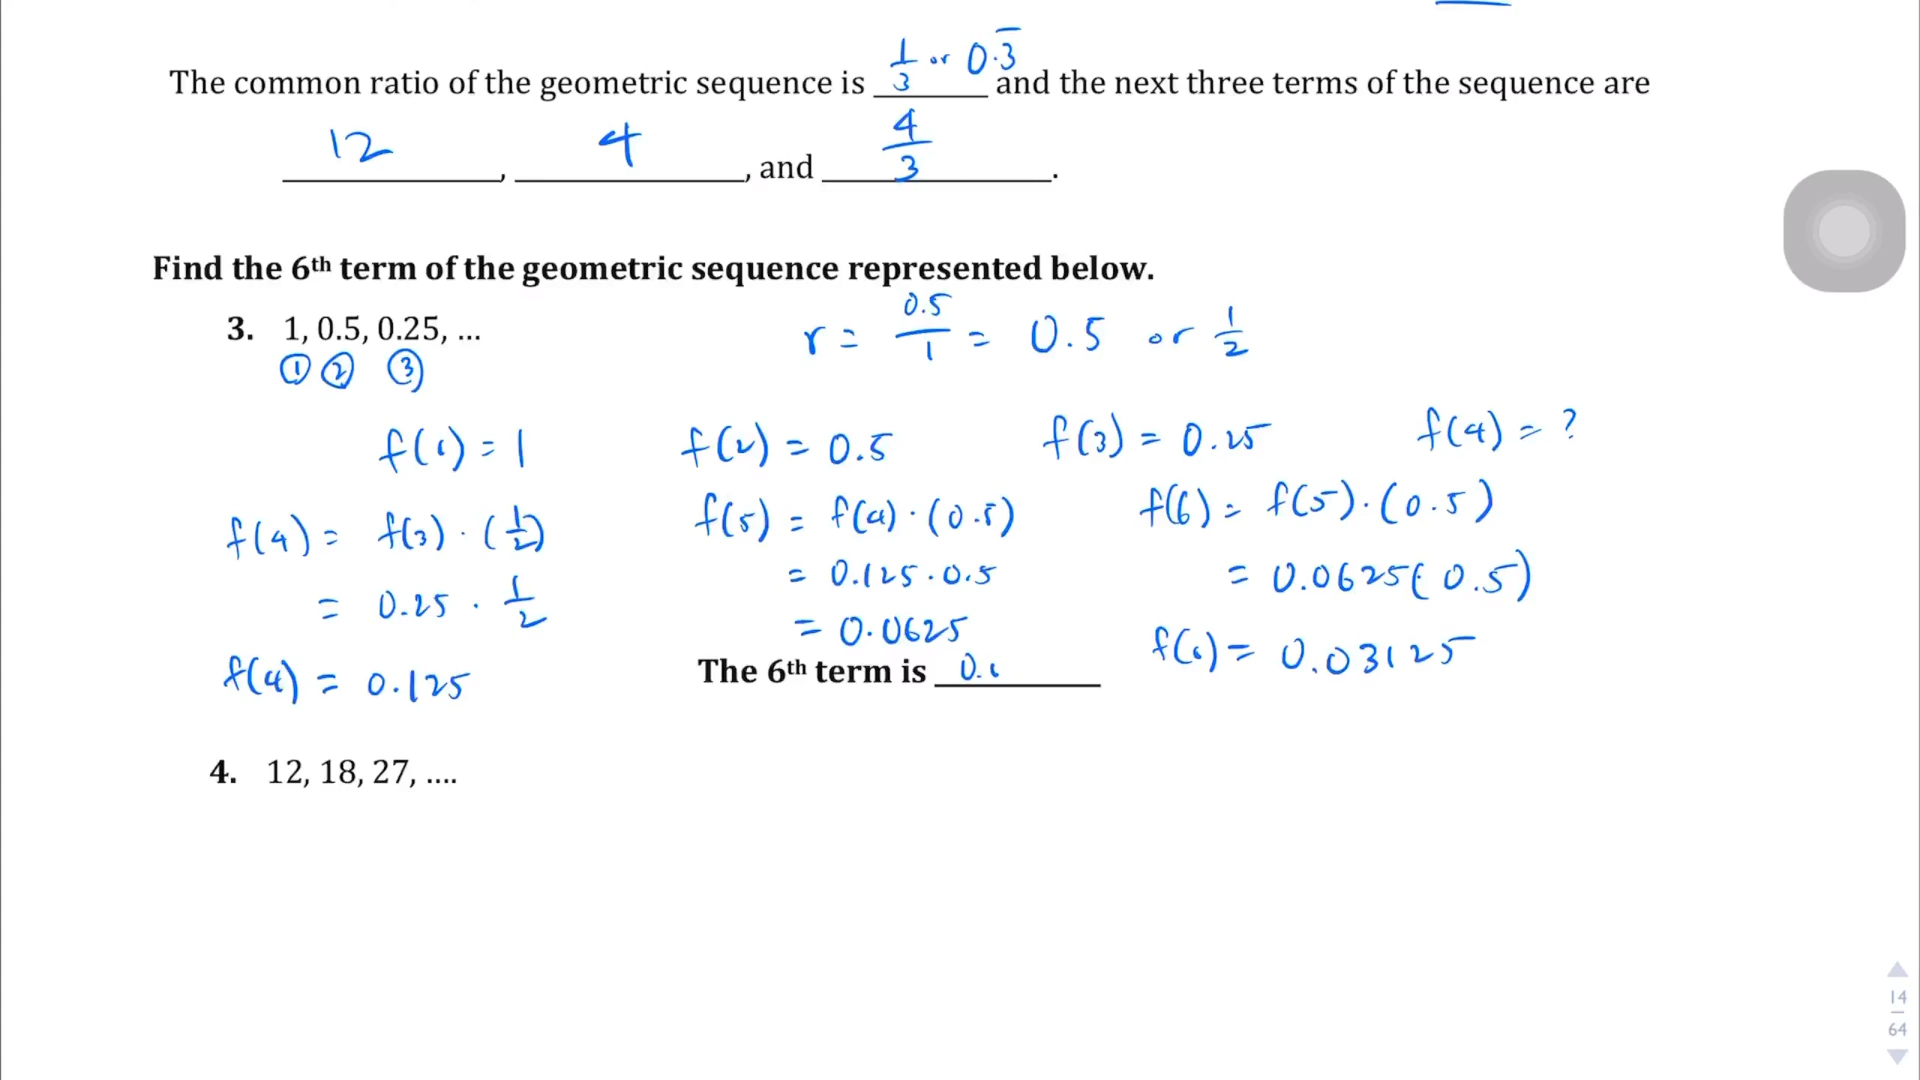 1/3 or 0.3̅
The common ratio of the geometric sequence is ________ and the next three terms of the sequence are
12, 4, and 4/3.
Find the 6th term of the geometric sequence represented below.
3. 1, 0.5, 0.25, ...
① ② ③
r = 0.5/1 = 0.5 or 1/2
f(1) = 1 f(2) = 0.5 f(3) = 0.25 f(4) = ?
f(4) = f(3) · (1/2) f(5) = f(4) · (0.5) f(6) = f(5) · (0.5)
= 0.25 · 1/2 = 0.125 · 0.5 = 0.0625(0.5)
f(4) = 0.125 = 0.0625 f(6) = 0.03125
The 6th term is 0.0
4. 12, 18, 27, ....
14
64